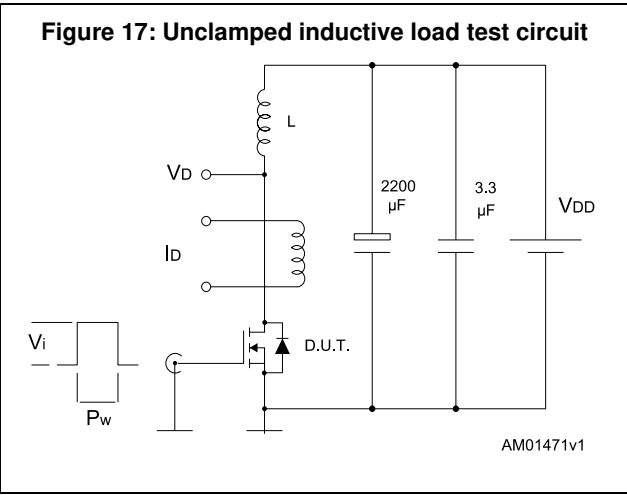 Figure 17: Unclamped inductive load test circuit
L
VD
2200
µF
3.3
µF
VDD
ID
Vi
D.U.T.
Pw
AM01471v1